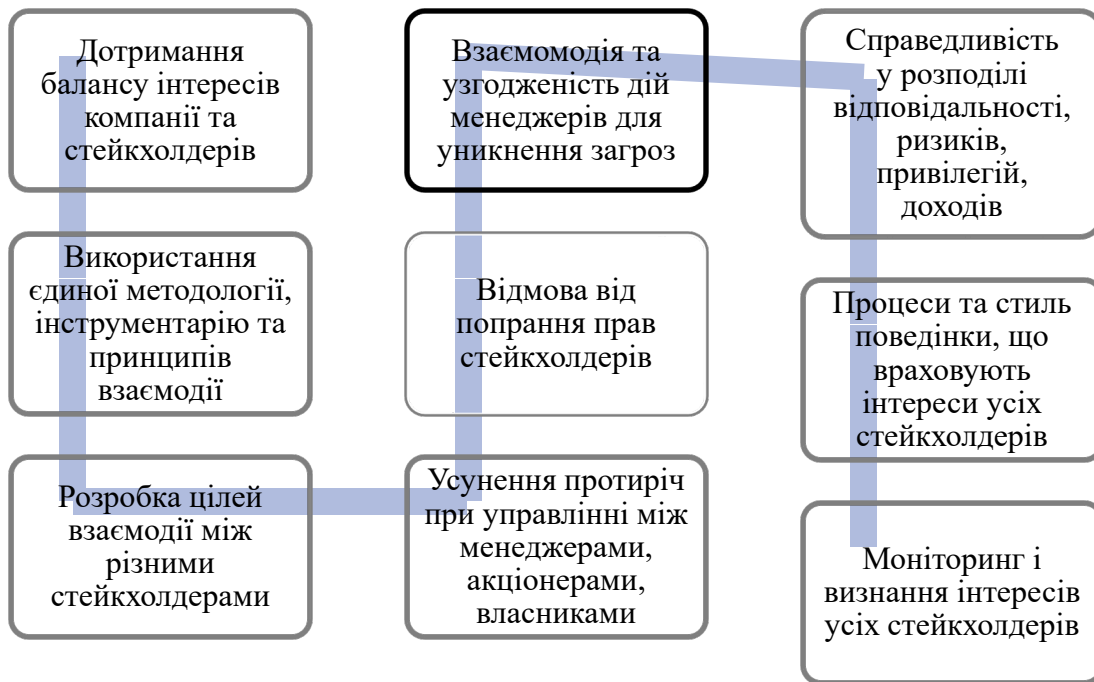 Дотримання
балансу інтересів
компанії та
стейкхолдерів
Використання
єдиної методології,
інструментарію та
принципів
взаємодії
Розробка цілей
взаємодії між
різними
стейкхолдерами
Усунення протиріч
при управлінні між
менеджерами,
акціонерами,
власниками
Відмова від
попрання прав
стейкхолдерів
Взаємомодія та
узгодженість дій
менеджерів для
уникнення загроз
Справедливість
у розподілі
відповідальності,
ризиків,
привілегій,
доходів
Процеси та стиль
поведінки, що
враховують
інтереси усіх
стейкхолдерів
Моніторинг і
визнання інтересів
усіх стейкхолдерів